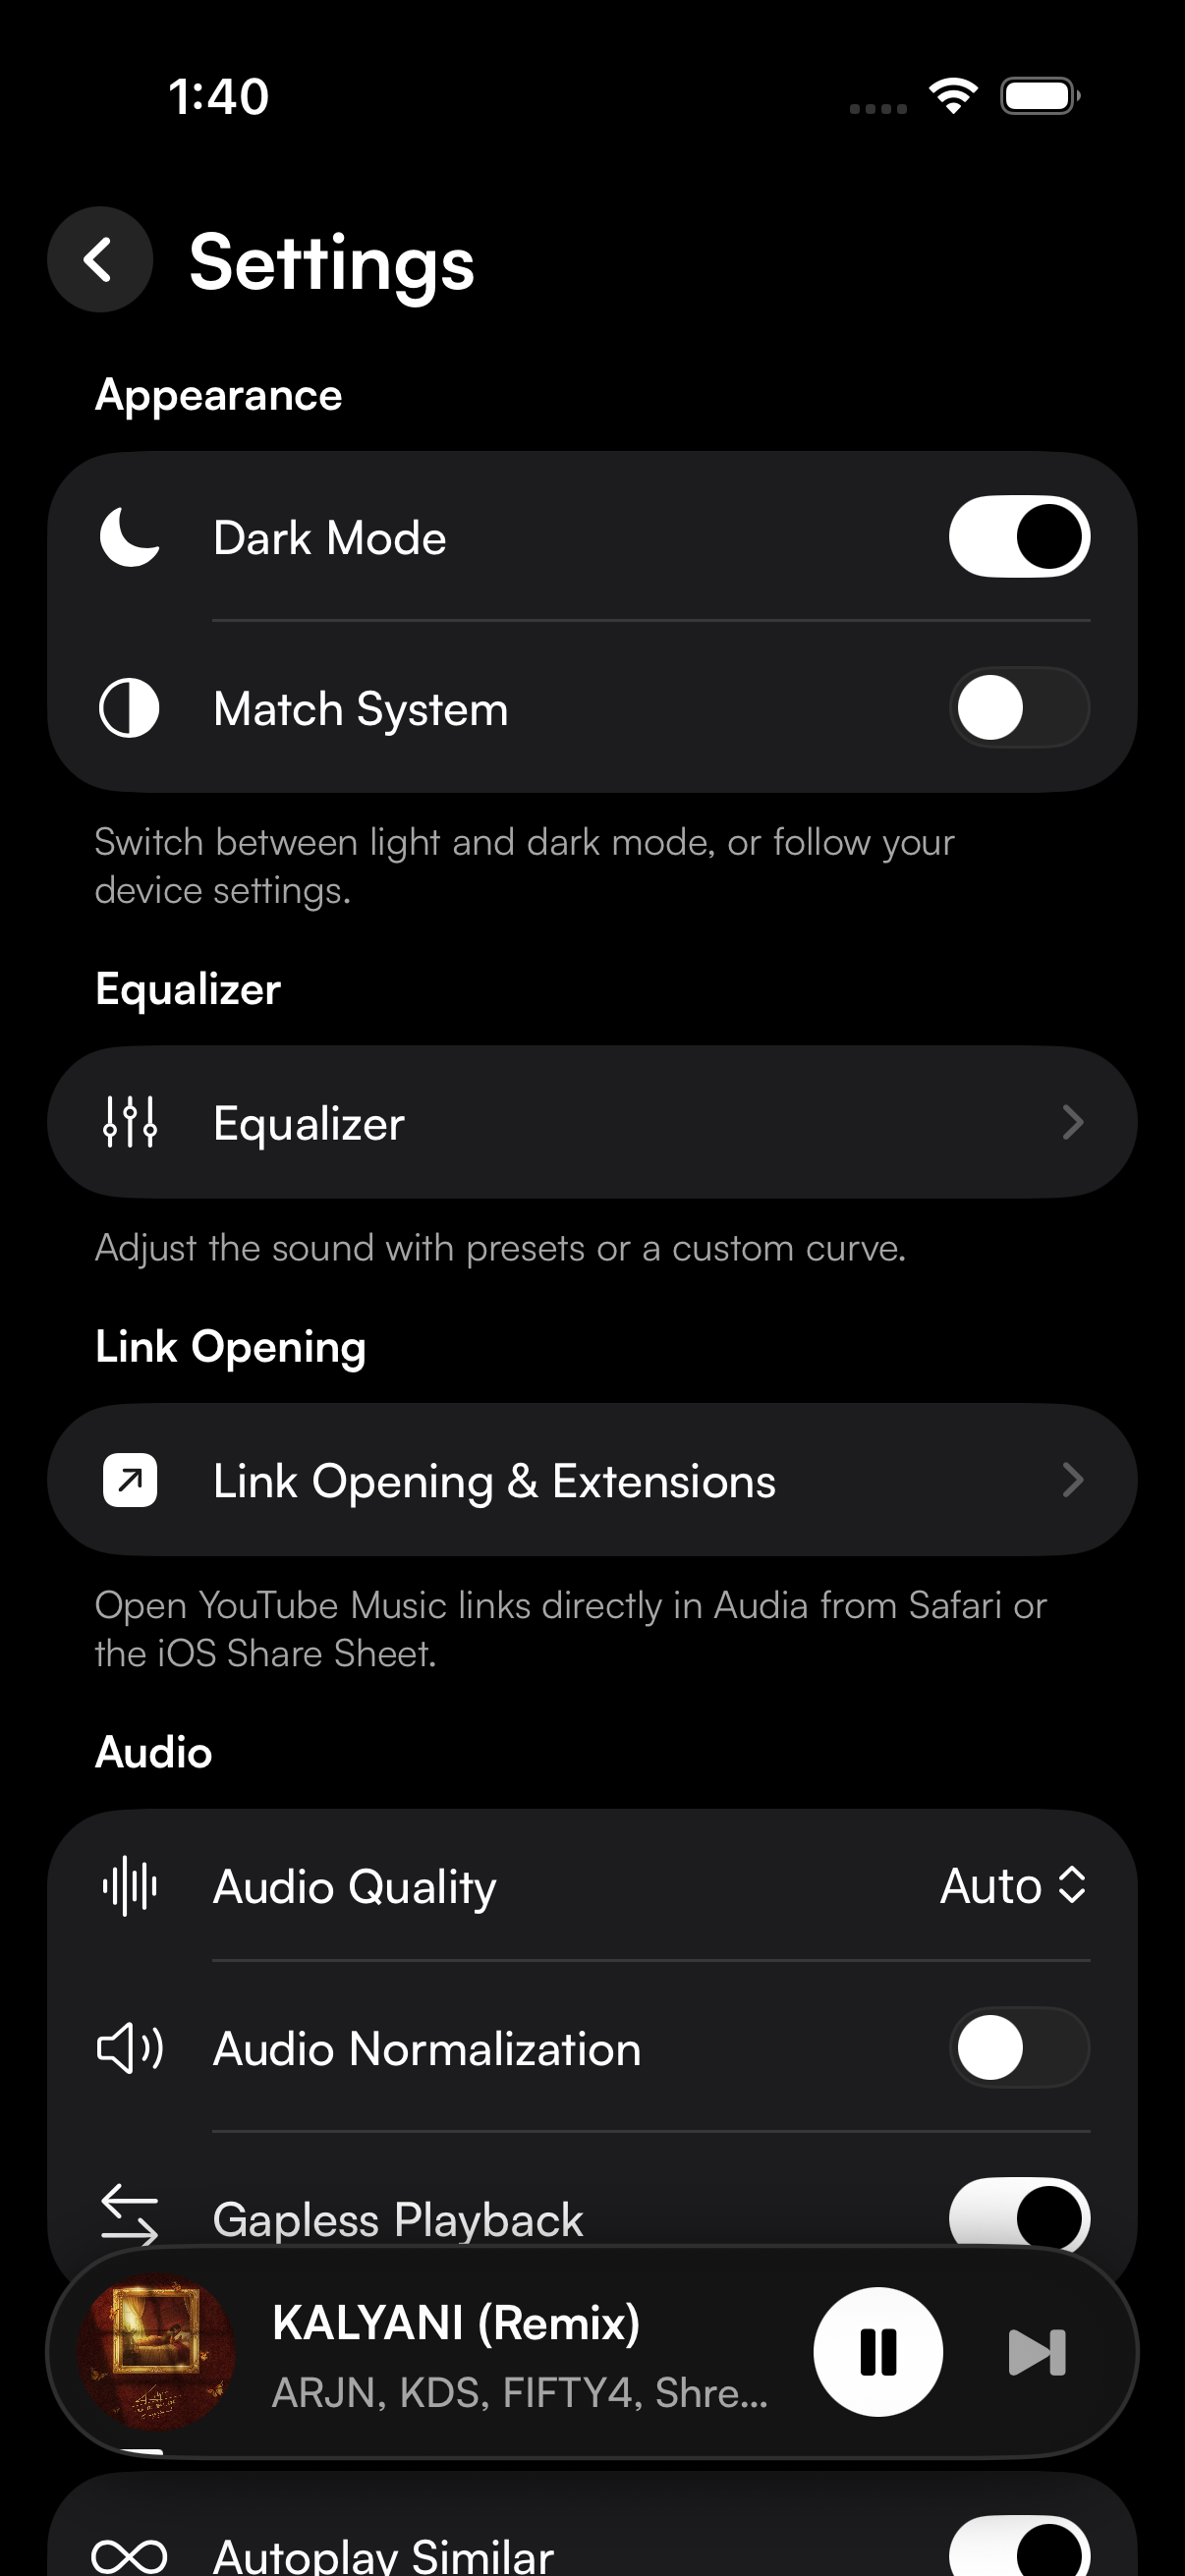 1:40
Settings
Appearance
Dark Mode
Match System
Switch between light and dark mode, or follow your
device settings.
Equalizer
Equalizer
Adjust the sound with presets or a custom curve.
Link Opening
Link Opening & Extensions
Open YouTube Music links directly in Audia from Safari or
the iOS Share Sheet.
Audio
Audio Quality Auto
Audio Normalization
Gapless Playback
KALYANI (Remix)
ARJN, KDS, FIFTY4, Shre...
Autoplay Similar